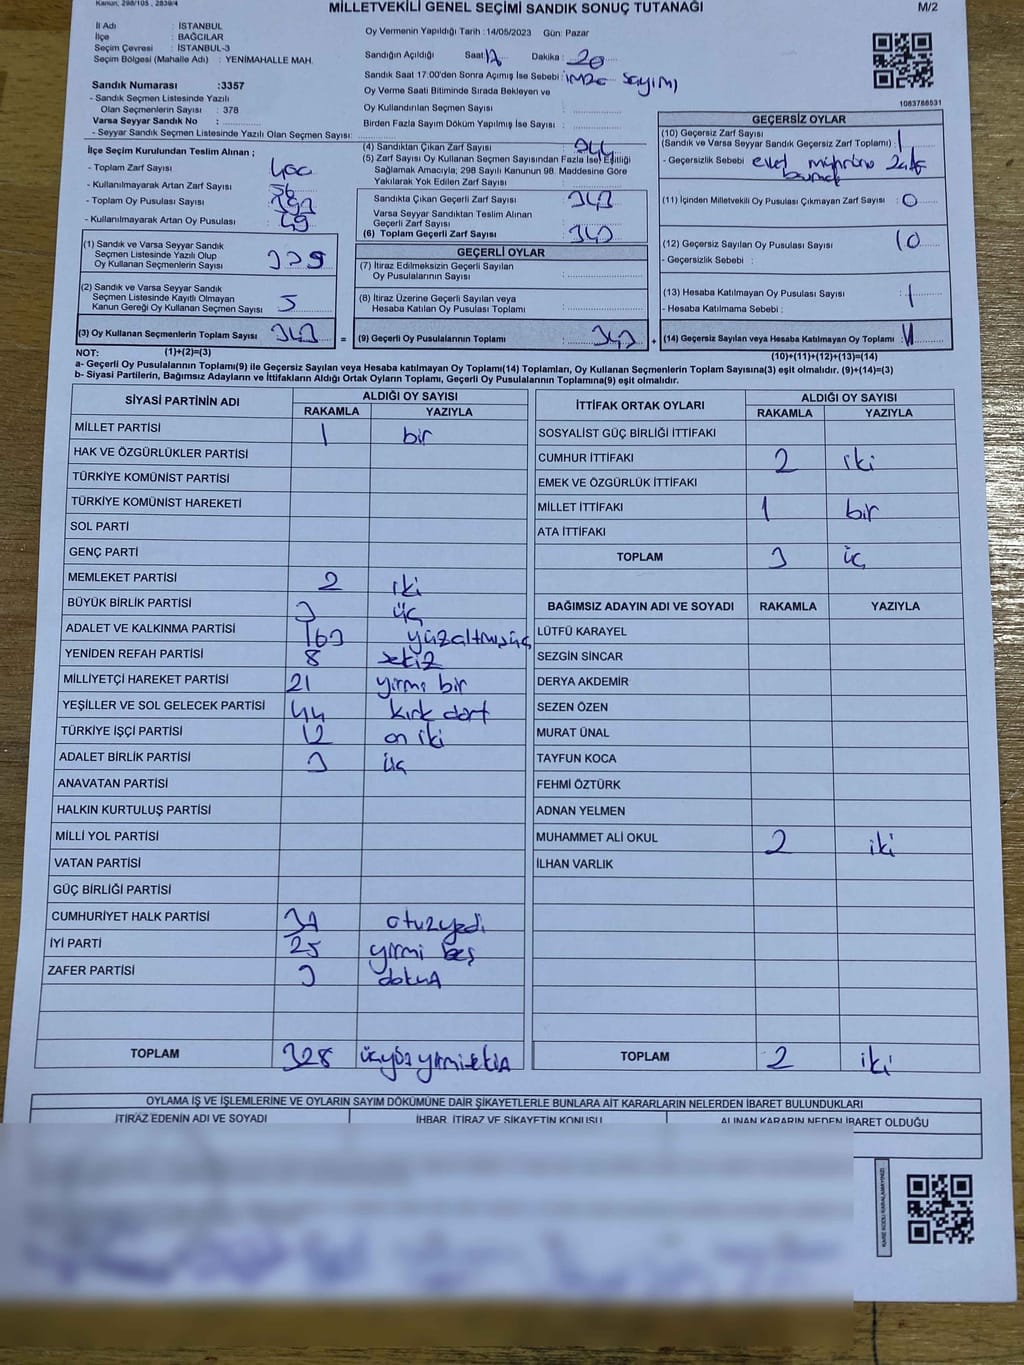 Kanun: 298/105 , 2839/4
MİLLETVEKİLİ GENEL SEÇİMİ SANDIK SONUÇ TUTANAĞI
M/2
İl Adı : İSTANBUL
İlçe : BAĞCILAR
Seçim Çevresi : İSTANBUL-3
Seçim Bölgesi (Mahalle Adı) : YENİMAHALLE MAH.
Sandık Numarası :3357
- Sandık Seçmen Listesinde Yazılı
Olan Seçmenlerin Sayısı : 378
Varsa Seyyar Sandık No :
- Seyyar Sandık Seçmen Listesinde Yazılı Olan Seçmen Sayısı:
Oy Vermenin Yapıldığı Tarih :14/05/2023 Gün: Pazar
Sandığın Açıldığı Saat: 17 Dakika : 20
Sandık Saat 17:00'den Sonra Açımış İse Sebebi : imza sayımı
Oy Verme Saati Bitiminde Sırada Bekleyen ve
Oy Kullandırılan Seçmen Sayısı :
Birden Fazla Sayım Döküm Yapılmış İse Sayısı :
1083788531
İlçe Seçim Kurulundan Teslim Alınan ;
- Toplam Zarf Sayısı : 400
- Kullanılmayarak Artan Zarf Sayısı : 56
- Toplam Oy Pusulası Sayısı :
- Kullanılmayarak Artan Oy Pusulası : 49
(1) Sandık ve Varsa Seyyar Sandık
Seçmen Listesinde Yazılı Olup
Oy Kullanan Seçmenlerin Sayısı : 339
(2) Sandık ve Varsa Seyyar Sandık
Seçmen Listesinde Kayıtlı Olmayan
Kanun Gereği Oy Kullanan Seçmen Sayısı : 5
(3) Oy Kullanan Seçmenlerin Toplam Sayısı : 343
(4) Sandıktan Çıkan Zarf Sayısı : 344
(5) Zarf Sayısı Oy Kullanan Seçmen Sayısından Fazla İse; Eşitliği
Sağlamak Amacıyla; 298 Sayılı Kanunun 98. Maddesine Göre
Yakılarak Yok Edilen Zarf Sayısı :
Sandıkta Çıkan Geçerli Zarf Sayısı : 343
Varsa Seyyar Sandıktan Teslim Alınan
Geçerli Zarf Sayısı :
(6) Toplam Geçerli Zarf Sayısı : 343
GEÇERLİ OYLAR
(7) İtiraz Edilmeksizin Geçerli Sayılan
Oy Pusulalarının Sayısı :
(8) İtiraz Üzerine Geçerli Sayılan veya
Hesaba Katılan Oy Pusulası Toplamı :
= (9) Geçerli Oy Pusulalarının Toplamı : 343 +
GEÇERSİZ OYLAR
(10) Geçersiz Zarf Sayısı
(Sandık ve Varsa Seyyar Sandık Geçersiz Zarf Toplamı) : 1
- Geçersizlik Sebebi : evet mührünü zarfa
(11) İçinden Milletvekili Oy Pusulası Çıkmayan Zarf Sayısı : 0
(12) Geçersiz Sayılan Oy Pusulası Sayısı : 10
- Geçersizlik Sebebi :
(13) Hesaba Katılmayan Oy Pusulası Sayısı : 1
- Hesaba Katılmama Sebebi :
(14) Geçersiz Sayılan veya Hesaba Katılmayan Oy Toplamı :
NOT: (1)+(2)=(3) (10)+(11)+(12)+(13)=(14)
a- Geçerli Oy Pusulasının Toplamı(9) ile Geçersiz Sayılan veya Hesaba katılmayan Oy Toplamı(14) Toplamları, Oy Kullanan Seçmenlerin Toplam Sayısına(3) eşit olmalıdır. (9)+(14)=(3)
b- Siyasi Partilerin, Bağımsız Adayların ve İttifakların Aldığı Ortak Oyların Toplamı, Geçerli Oy Pusulasının Toplamına(9) eşit olmalıdır.
SİYASİ PARTİNİN ADI ALDIĞI OY SAYISI
RAKAMLA YAZIYLA
MİLLET PARTİSİ 1 bir
HAK VE ÖZGÜRLÜKLER PARTİSİ
TÜRKİYE KOMÜNİST PARTİSİ
TÜRKİYE KOMÜNİST HAREKETİ
SOL PARTİ
GENÇ PARTİ
MEMLEKET PARTİSİ 2 iki
BÜYÜK BİRLİK PARTİSİ 3 üç
ADALET VE KALKINMA PARTİSİ 163 yüzaltmışüç
YENİDEN REFAH PARTİSİ 8 sekiz
MİLLİYETÇİ HAREKET PARTİSİ 21 yirmi bir
YEŞİLLER VE SOL GELECEK PARTİSİ 44 kırk dört
TÜRKİYE İŞÇİ PARTİSİ 12 on iki
ADALET BİRLİK PARTİSİ 3 üç
ANAVATAN PARTİSİ
HALKIN KURTULUŞ PARTİSİ
MİLLİ YOL PARTİSİ
VATAN PARTİSİ
GÜÇ BİRLİĞİ PARTİSİ
CUMHURİYET HALK PARTİSİ 37 otuzyedi
İYİ PARTİ 25 yirmi beş
ZAFER PARTİSİ 9 dokuz
TOPLAM 328 üçyüzyirmisekiz
İTTİFAK ORTAK OYLARI ALDIĞI OY SAYISI
RAKAMLA YAZIYLA
SOSYALİST GÜÇ BİRLİĞİ İTTİFAKI
CUMHUR İTTİFAKI 2 iki
EMEK VE ÖZGÜRLÜK İTTİFAKI
MİLLET İTTİFAKI 1 bir
ATA İTTİFAKI
TOPLAM 3 üç
BAĞIMSIZ ADAYIN ADI VE SOYADI RAKAMLA YAZIYLA
LÜTFÜ KARAYEL
SEZGİN SİNCAR
DERYA AKDEMİR
SEZEN ÖZEN
MURAT ÜNAL
TAYFUN KOCA
FEHMİ ÖZTÜRK
ADNAN YELMEN
MUHAMMET ALİ OKUL 2 iki
İLHAN VARLIK
TOPLAM 2 iki
OYLAMA İŞ VE İŞLEMLERİNE VE OYLARIN SAYIM DÖKÜMÜNE DAİR ŞİKAYETLERLE BUNLARA AİT KARARLARIN NELERDEN İBARET BULUNDUKLARI
İTİRAZ EDENİN ADI VE SOYADI İHBAR, İTİRAZ VE ŞİKAYETİN KONUSU ALINAN KARARIN NEDEN İBARET OLDUĞU
KARE KODU KARALAMAYINIZ!